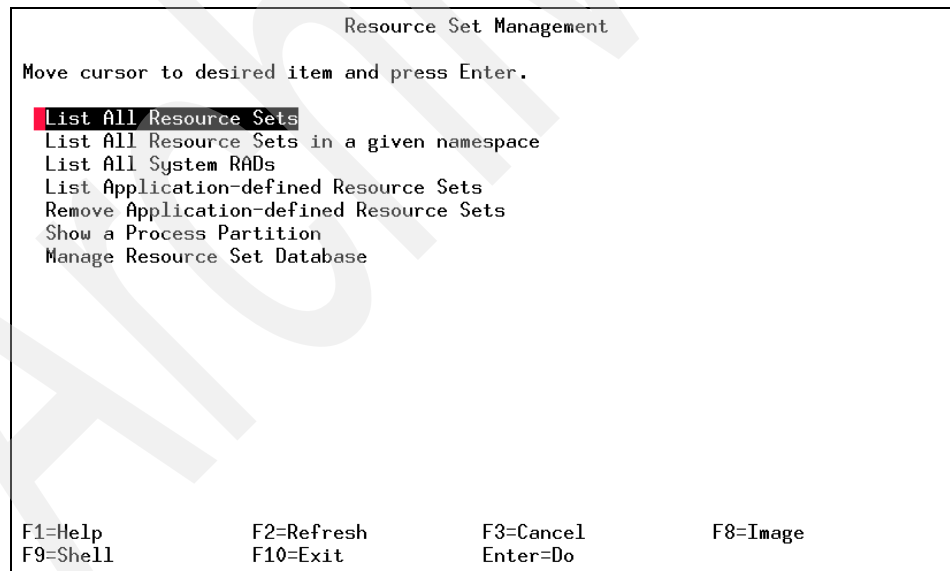 Resource Set Management
Move cursor to desired item and press Enter.
List All Resource Sets
List All Resource Sets in a given namespace
List All System RADs
List Application-defined Resource Sets
Remove Application-defined Resource Sets
Show a Process Partition
Manage Resource Set Database
F1=Help F2=Refresh F3=Cancel F8=Image
F9=Shell F10=Exit Enter=Do